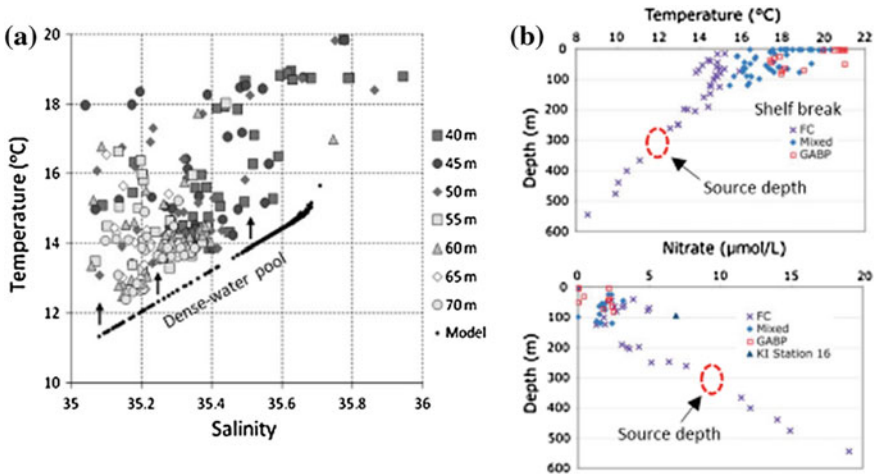 (a)
Temperature (°C)
20
18
16
14
12
10
35
35.2
35.4
35.6
35.8
36
Salinity
Dense-water pool
40 m
45 m
50 m
55 m
60 m
65 m
70 m
Model
(b)
Temperature (°C)
8 10 12 14 16 18 20 22
Depth (m)
0
100
200
300
400
500
600
Shelf break
FC
Mixed
GABP
Source depth
Nitrate (µmol/L)
0 5 10 15 20
Depth (m)
0
100
200
300
400
500
600
FC
Mixed
GABP
KI Station 16
Source depth